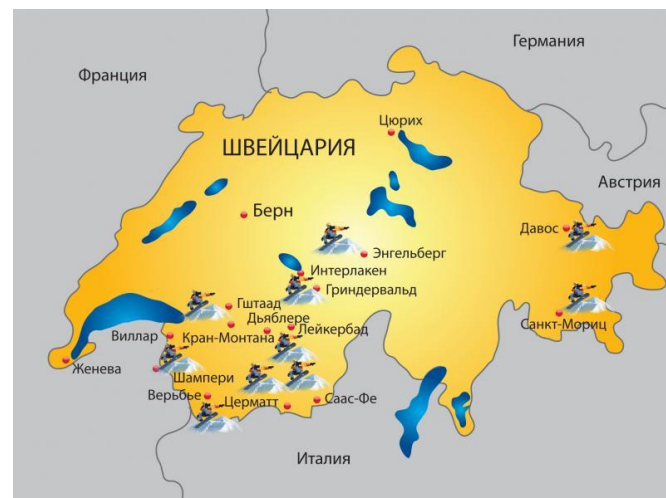 Германия
Франция
Цюрих
ШВЕЙЦАРИЯ
Австрия
Берн
Давос
Энгельберг
Интерлакен
Гриндервальд
Гштаад
Дьяблере
Санкт-Мориц
Виллар
Кран-Монтана
Лейкербад
Женева
Шампери
Вербье
Церматт
Саас-Фе
Италия